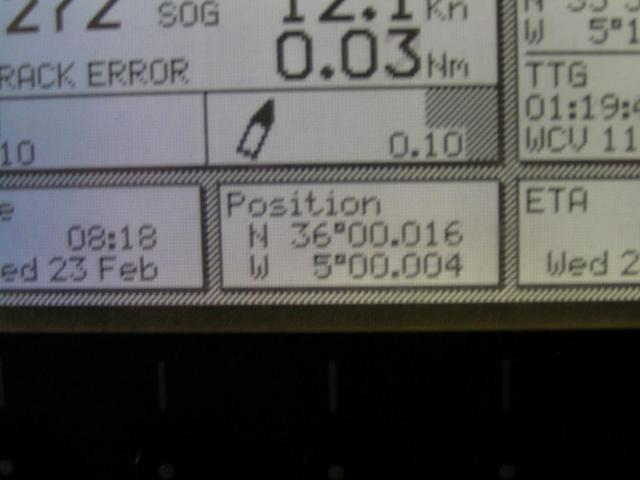 272 SOG 12.1 Kn
N
W 5°1
RACK ERROR 0.03 Nm
TTG
01:19:4
WCV 11
10
0.10
e
08:18
ed 23 Feb
Position
N 36°00.016
W 5°00.004
ETA
Wed 2